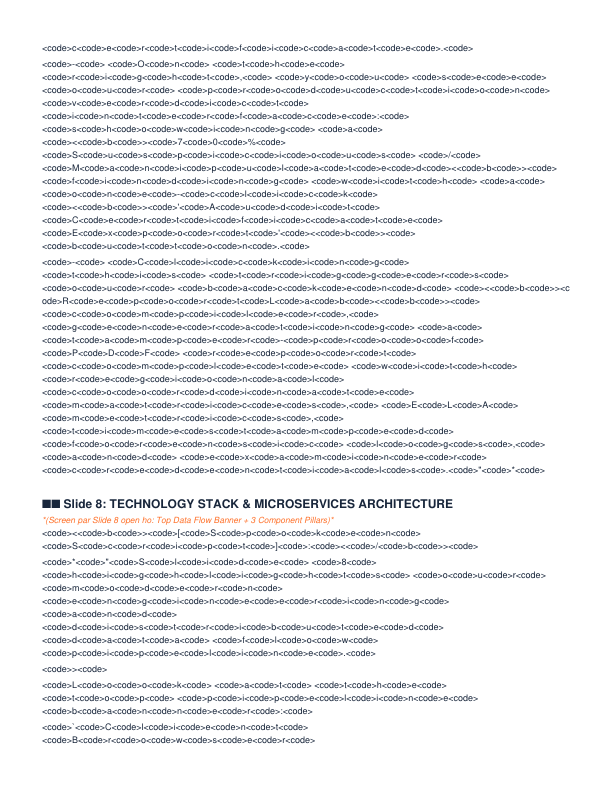 <code>c<code>e<code>r<code>t<code>i<code>f<code>i<code>c<code>a<code>t<code>e<code>.<code>
<code>-<code> <code>O<code>n<code> <code>t<code>h<code>e<code>
<code>r<code>i<code>g<code>h<code>t<code>,<code> <code>y<code>o<code>u<code> <code>s<code>e<code>e<code>
<code>o<code>u<code>r<code> <code>p<code>r<code>o<code>d<code>u<code>c<code>t<code>i<code>o<code>n<code>
<code>v<code>e<code>r<code>d<code>i<code>c<code>t<code>
<code>i<code>n<code>t<code>e<code>r<code>f<code>a<code>c<code>e<code>:<code>
<code>s<code>h<code>o<code>w<code>i<code>n<code>g<code> <code>a<code>
<code><<code>b<code>><code>7<code>0<code>%<code>
<code>S<code>u<code>s<code>p<code>i<code>c<code>i<code>o<code>u<code>s<code> <code>/<code>
<code>M<code>a<code>n<code>i<code>p<code>u<code>l<code>a<code>t<code>e<code>d<code><<code>b<code>><code>
<code>f<code>i<code>n<code>d<code>i<code>n<code>g<code> <code>w<code>i<code>t<code>h<code> <code>a<code>
<code>o<code>n<code>e<code>-<code>c<code>l<code>i<code>c<code>k<code>
<code><<code>b<code>><code>'<code>A<code>u<code>d<code>i<code>t<code>
<code>C<code>e<code>r<code>t<code>i<code>f<code>i<code>c<code>a<code>t<code>e<code>
<code>E<code>x<code>p<code>o<code>r<code>t<code>'<code><<code>b<code>><code>
<code>b<code>u<code>t<code>t<code>o<code>n<code>.<code>
<code>-<code> <code>C<code>l<code>i<code>c<code>k<code>i<code>n<code>g<code>
<code>t<code>h<code>i<code>s<code> <code>t<code>r<code>i<code>g<code>g<code>e<code>r<code>s<code>
<code>o<code>u<code>r<code> <code>b<code>a<code>c<code>k<code>e<code>n<code>d<code> <code><<code>b<code>><c
ode>R<code>e<code>p<code>o<code>r<code>t<code>L<code>a<code>b<code><<code>b<code>><code>
<code>c<code>o<code>m<code>p<code>i<code>l<code>e<code>r<code>,<code>
<code>g<code>e<code>n<code>e<code>r<code>a<code>t<code>i<code>n<code>g<code> <code>a<code>
<code>t<code>a<code>m<code>p<code>e<code>r<code>-<code>p<code>r<code>o<code>o<code>f<code>
<code>P<code>D<code>F<code> <code>r<code>e<code>p<code>o<code>r<code>t<code>
<code>c<code>o<code>m<code>p<code>l<code>e<code>t<code>e<code> <code>w<code>i<code>t<code>h<code>
<code>r<code>e<code>g<code>i<code>o<code>n<code>a<code>l<code>
<code>c<code>o<code>o<code>r<code>d<code>i<code>n<code>a<code>t<code>e<code>
<code>m<code>a<code>t<code>r<code>i<code>c<code>e<code>s<code>,<code> <code>E<code>L<code>A<code>
<code>m<code>e<code>t<code>r<code>i<code>c<code>s<code>,<code>
<code>t<code>i<code>m<code>e<code>s<code>t<code>a<code>m<code>p<code>e<code>d<code>
<code>f<code>o<code>r<code>e<code>n<code>s<code>i<code>c<code> <code>l<code>o<code>g<code>s<code>,<code>
<code>a<code>n<code>d<code> <code>e<code>x<code>a<code>m<code>i<code>n<code>e<code>r<code>
<code>c<code>r<code>e<code>d<code>e<code>n<code>t<code>i<code>a<code>l<code>s<code>.<code>"<code>*<code>
■■ Slide 8: TECHNOLOGY STACK & MICROSERVICES ARCHITECTURE
*(Screen par Slide 8 open ho: Top Data Flow Banner + 3 Component Pillars)*
<code><<code>b<code>><code>[<code>S<code>p<code>o<code>k<code>e<code>n<code>
<code>S<code>c<code>r<code>i<code>p<code>t<code>]<code>:<code><<code>/<code>b<code>><code>
<code>*<code>"<code>S<code>l<code>i<code>d<code>e<code> <code>8<code>
<code>h<code>i<code>g<code>h<code>l<code>i<code>g<code>h<code>t<code>s<code> <code>o<code>u<code>r<code>
<code>m<code>o<code>d<code>e<code>r<code>n<code>
<code>e<code>n<code>g<code>i<code>n<code>e<code>e<code>r<code>i<code>n<code>g<code>
<code>a<code>n<code>d<code>
<code>d<code>i<code>s<code>t<code>r<code>i<code>b<code>u<code>t<code>e<code>d<code>
<code>d<code>a<code>t<code>a<code> <code>f<code>l<code>o<code>w<code>
<code>p<code>i<code>p<code>e<code>l<code>i<code>n<code>e<code>.<code>
<code>><code>
<code>L<code>o<code>o<code>k<code> <code>a<code>t<code> <code>t<code>h<code>e<code>
<code>t<code>o<code>p<code> <code>p<code>i<code>p<code>e<code>l<code>i<code>n<code>e<code>
<code>b<code>a<code>n<code>n<code>e<code>r<code>:<code>
<code>`<code>C<code>l<code>i<code>e<code>n<code>t<code>
<code>B<code>r<code>o<code>w<code>s<code>e<code>r<code>